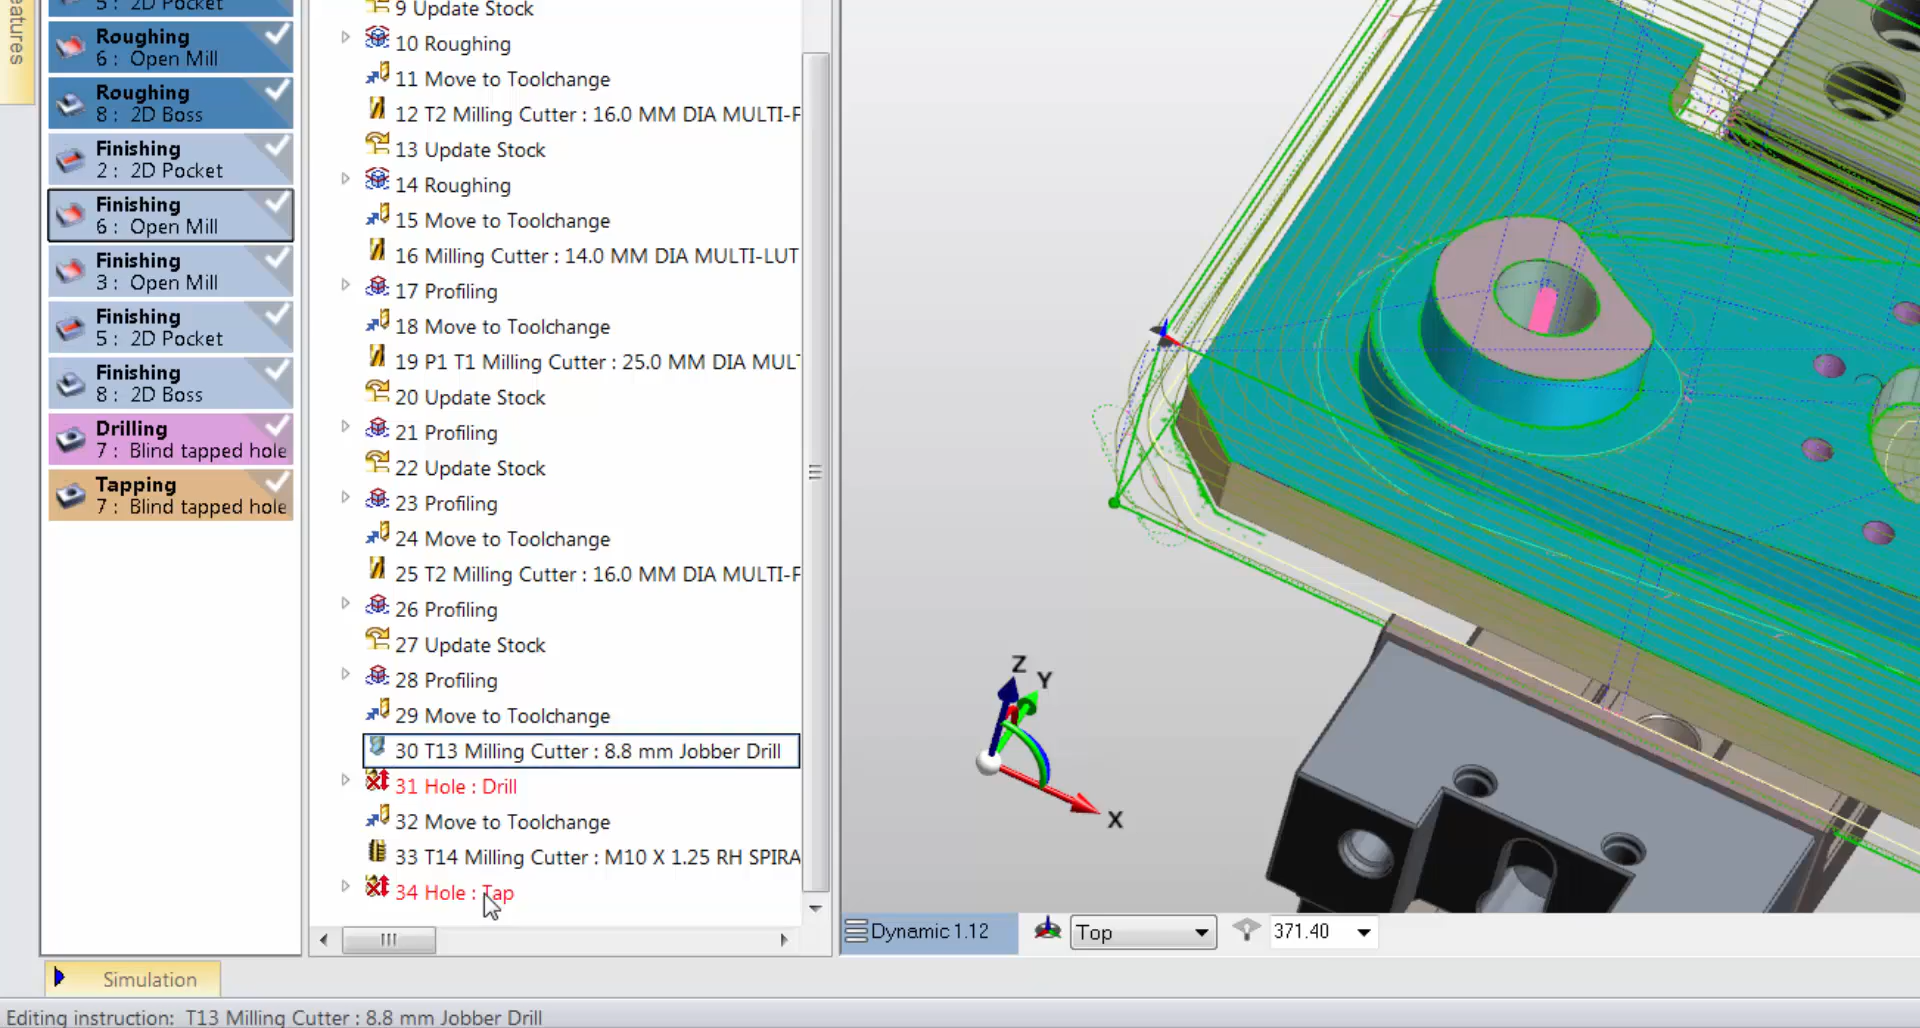 eatures
5: 2D Pocket
Roughing
6 : Open Mill
Roughing
8 : 2D Boss
Finishing
2 : 2D Pocket
Finishing
6 : Open Mill
Finishing
3 : Open Mill
Finishing
5 : 2D Pocket
Finishing
8 : 2D Boss
Drilling
7 : Blind tapped hole
Tapping
7 : Blind tapped hole
9 Update Stock
10 Roughing
11 Move to Toolchange
12 T2 Milling Cutter : 16.0 MM DIA MULTI-F
13 Update Stock
14 Roughing
15 Move to Toolchange
16 Milling Cutter : 14.0 MM DIA MULTI-LUT
17 Profiling
18 Move to Toolchange
19 P1 T1 Milling Cutter : 25.0 MM DIA MUL
20 Update Stock
21 Profiling
22 Update Stock
23 Profiling
24 Move to Toolchange
25 T2 Milling Cutter : 16.0 MM DIA MULTI-F
26 Profiling
27 Update Stock
28 Profiling
29 Move to Toolchange
30 T13 Milling Cutter : 8.8 mm Jobber Drill
31 Hole : Drill
32 Move to Toolchange
33 T14 Milling Cutter : M10 X 1.25 RH SPIRA
34 Hole : Tap
Z
Y
X
Dynamic 1.12
Top
371.40
Simulation
Editing instruction: T13 Milling Cutter : 8.8 mm Jobber Drill